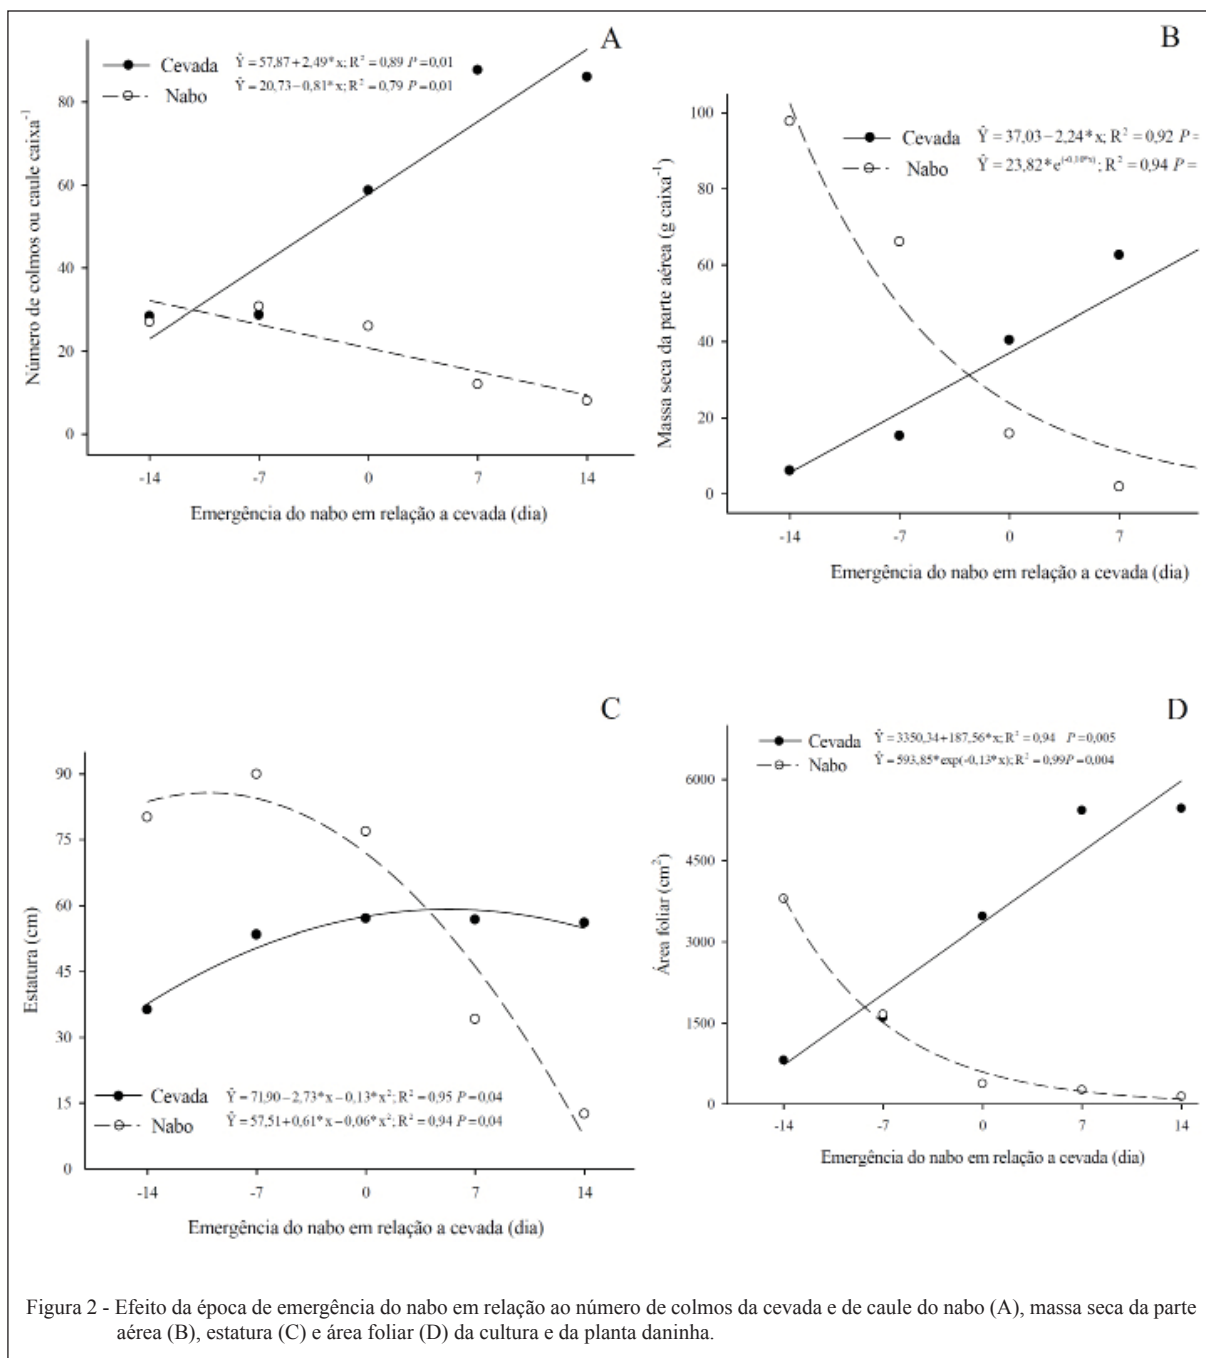 A
Cevada Ŷ = 57,87+2,49*x; R² = 0,89 P = 0,01
Nabo Ŷ = 20,73−0,81*x; R² = 0,79 P = 0,01
80
60
40
20
0
Número de colmos ou caule caixa⁻¹
-14 -7 0 7 14
Emergência do nabo em relação a cevada (dia)
B
Cevada Ŷ = 37,03−2,24*x; R² = 0,92 P =
Nabo Ŷ = 23,82*e^(-0,10*x); R² = 0,94 P =
100
80
60
40
20
0
Massa seca da parte aérea (g caixa⁻¹)
-14 -7 0 7
Emergência do nabo em relação a cevada (dia)
C
90
75
60
45
30
15
0
Estatura (cm)
Cevada Ŷ = 71,90−2,73*x−0,13*x²; R² = 0,95 P = 0,04
Nabo Ŷ = 57,51+0,61*x−0,06*x²; R² = 0,94 P = 0,04
-14 -7 0 7 14
Emergência do nabo em relação a cevada (dia)
D
Cevada Ŷ = 3350,34+187,56*x; R² = 0,94 P = 0,005
Nabo Ŷ = 593,85*exp(-0,13*x); R² = 0,99 P = 0,004
6000
4500
3000
1500
0
Área foliar (cm²)
-14 -7 0 7 14
Emergência do nabo em relação a cevada (dia)
Figura 2 - Efeito da época de emergência do nabo em relação ao número de colmos da cevada e de caule do nabo (A), massa seca da parte
aérea (B), estatura (C) e área foliar (D) da cultura e da planta daninha.